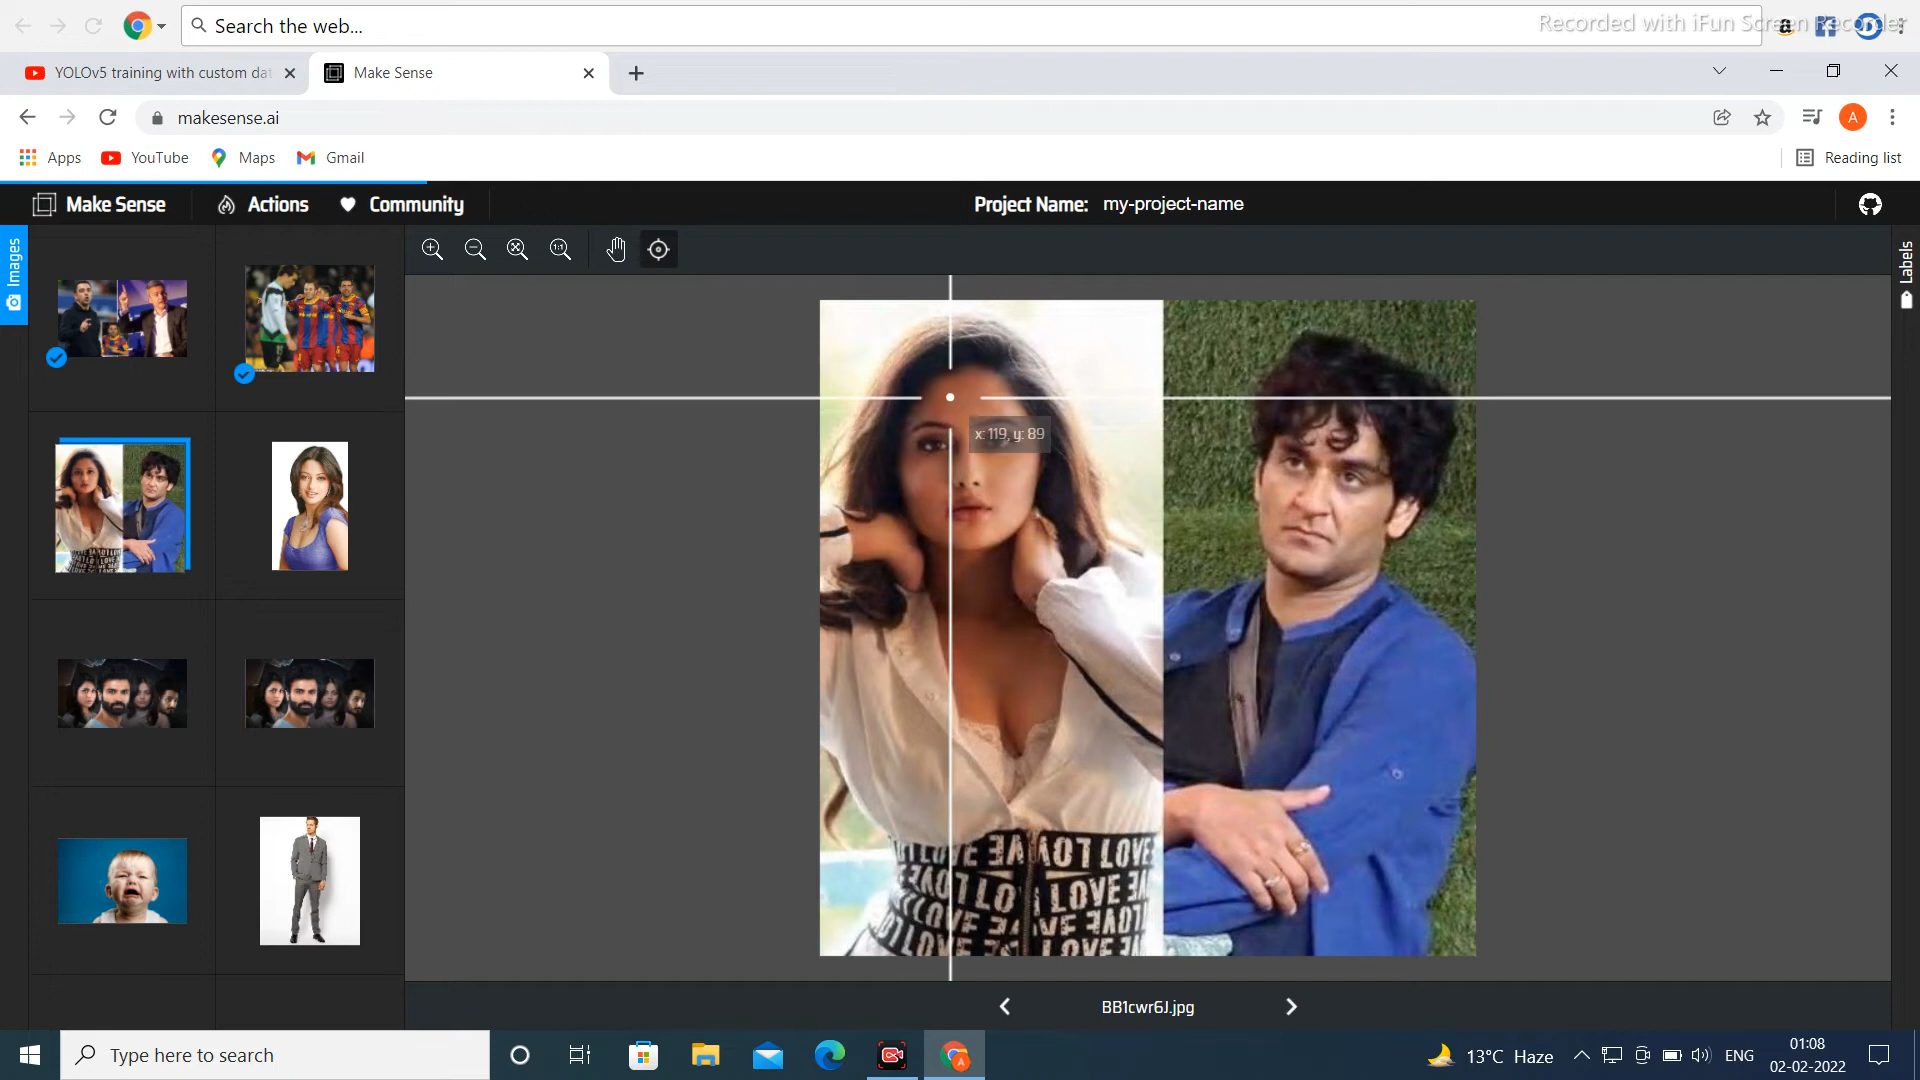 Search the web...
Recorded with iFun Screen Recorder
YOLOv5 training with custom dat
Make Sense
makesense.ai
A
Apps
YouTube
Maps
Gmail
Reading list
Make Sense
Actions
Community
Project Name: my-project-name
Images
1:1
Labels
x: 119, y: 89
BB1cwr6J.jpg
Type here to search
A
13°C Haze
ENG
01:08
02-02-2022